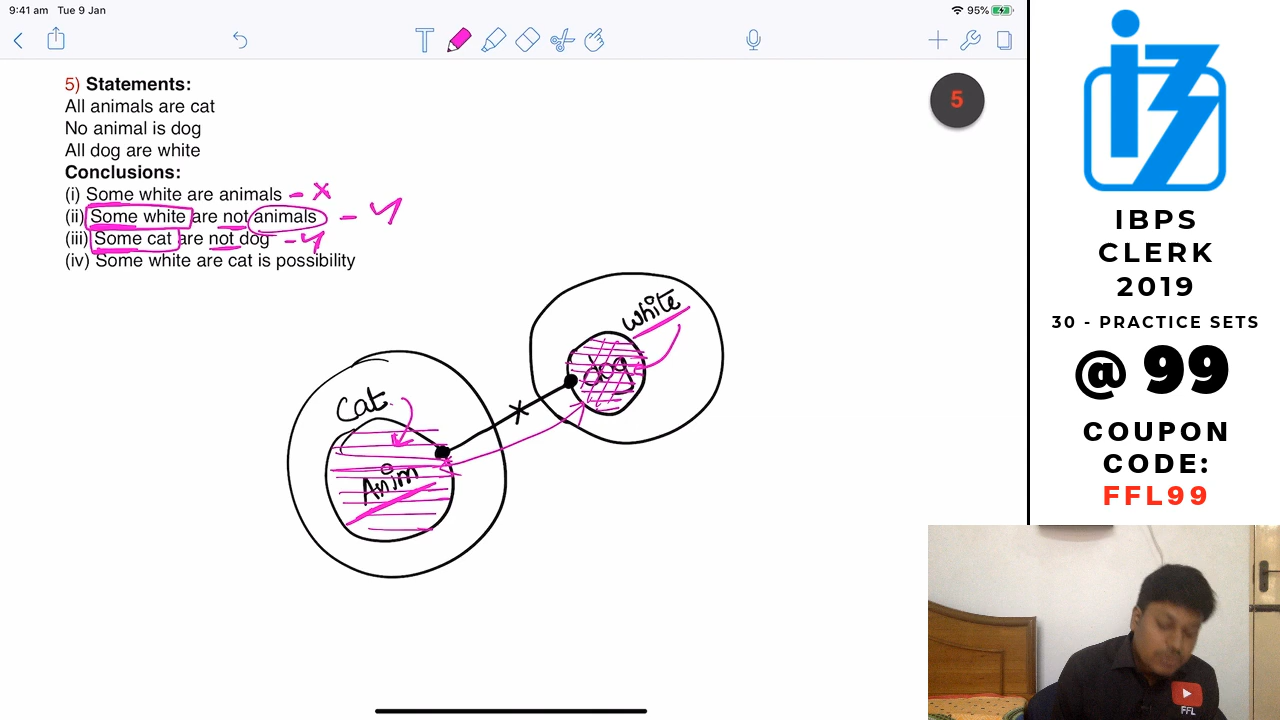 9:41 am Tue 9 Jan
95%
5) Statements:
All animals are cat
No animal is dog
All dog are white
Conclusions:
(i) Some white are animals - x
(ii) Some white are not animals - y
(iii) Some cat are not dog - y
(iv) Some white are cat is possibility
5
white
dog
Cat
Anim
IBPS
CLERK
2019
30 - PRACTICE SETS
@ 99
COUPON
CODE:
FFL99
FFL